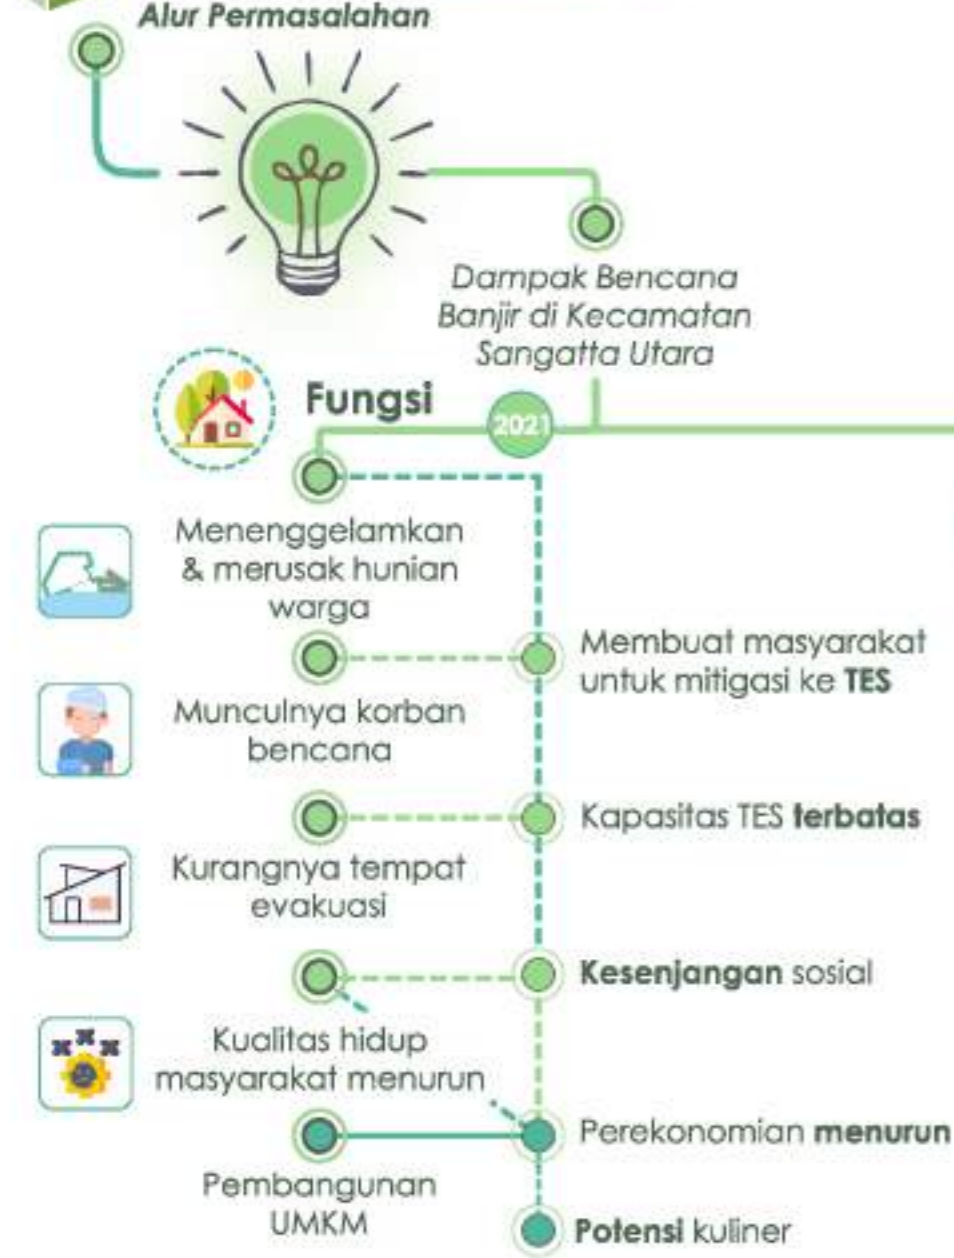 Alur Permasalahan
Dampak Bencana
Banjir di Kecamatan
Sangatta Utara
Fungsi
2021
Menenggelamkan
& merusak hunian
warga
Membuat masyarakat
untuk mitigasi ke TES
Munculnya korban
bencana
Kapasitas TES terbatas
Kurangnya tempat
evakuasi
Kesenjangan sosial
Kualitas hidup
masyarakat menurun
Perekonomian menurun
Pembangunan
UMKM
Potensi kuliner